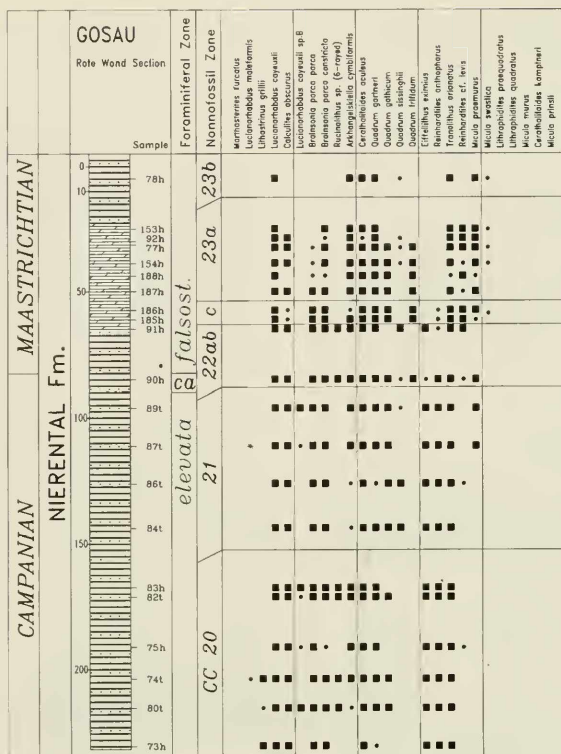 GOSAU
Rote Wand Section
Sample
Foraminiferal Zone
Nannofossil Zone
Marthasterites furcatus
Lucianorhabdus maleformis
Lithastrinus grillii
Lucianorhabdus cayeuxii
Calculites obscurus
Lucianorhabdus cayeuxii sp.B
Broinsonia parca parca
Broinsonia parca constricta
Rucinolithus sp. (6-rayed)
Arkhangelskiella cymbiformis
Ceratolithoides aculeus
Quadrum gartneri
Quadrum gothicum
Quadrum sissinghii
Quadrum trifidum
Eiffellithus eximius
Reinhardtites anthophorus
Tranolithus orionatus
Reinhardtites cf. levis
Micula praemurus
Micula swastica
Lithraphidites praequadratus
Lithraphidites quadratus
Micula murus
Ceratolithoides kamptneri
Micula prinsii
MAASTRICHTIAN
CAMPANIAN
NIERENTAL Fm.
0
10
50
100
150
200
78h
153h
92h
77h
154h
188h
187h
186h
185h
91h
90h
89t
87t
86t
84t
83h
82t
75h
74t
80t
73h
falsost.
ca
elevata
23b
23a
c
22ab
21
CC 20